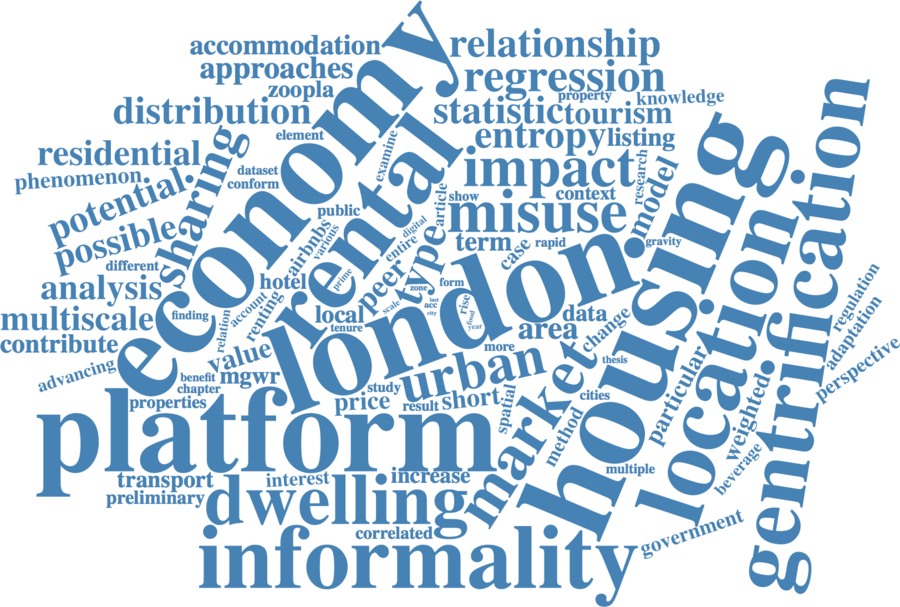 accommodation
relationship
approaches
regression
zoopla
property
knowledge
distribution
statistic
tourism
element
entropy
listing
residential
examine
phenomenon
dataset
conform
impact
research
model
potential
sharing
economy
rental
public
article
show
context
misuse
possible
various
digital
term
case
rapid
gravity
different
airbnbs
entire
type
analysis
hotel
prime
peer
zone
form
scale
last
acc
city
rise
food
year
multiscale
finding
account
renting
local
tenure
london
area
data
change
regulation
adaptation
contribute
relation
value
more
urban
thesis
perspective
advancing
benefit
chapter
mgwr
study
properties
price
result
short
spatial
market
cities
particular
weighted
platform
method
housing
location
gentrification
transport
interest
increase
multiple
beverage
preliminary
dwelling
correlated
government
informality